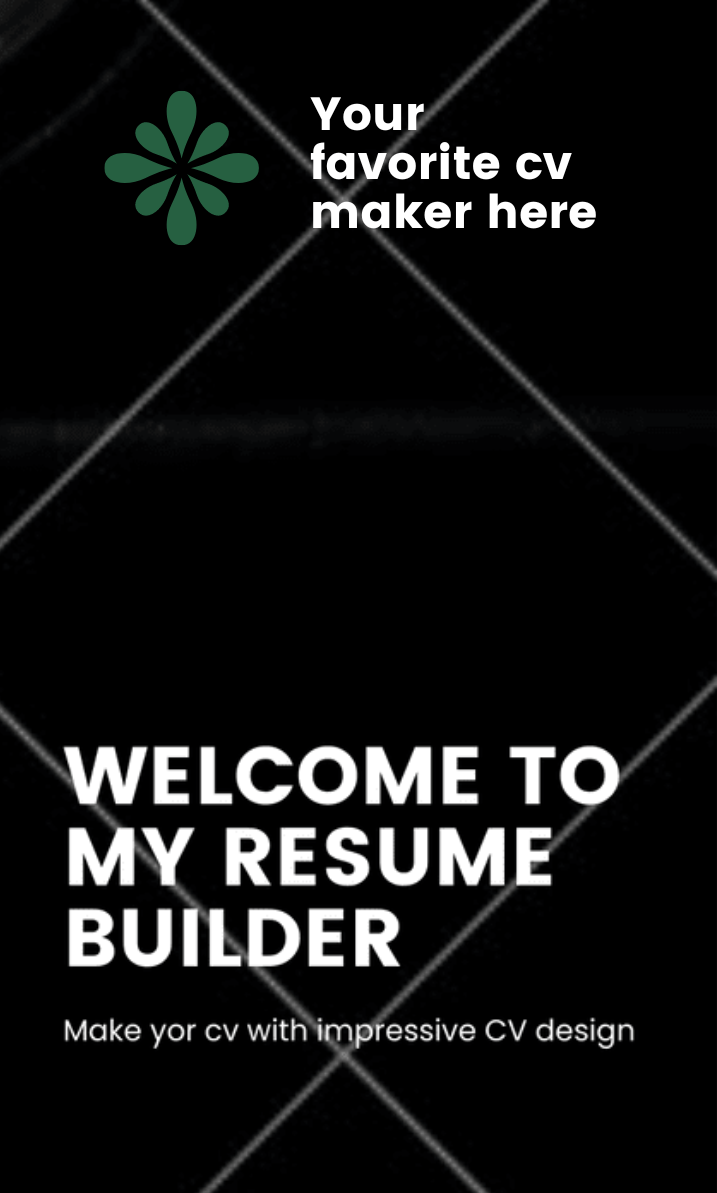 Your
favorite cv
maker here
WELCOME TO
MY RESUME
BUILDER
Make yor cv with impressive CV design